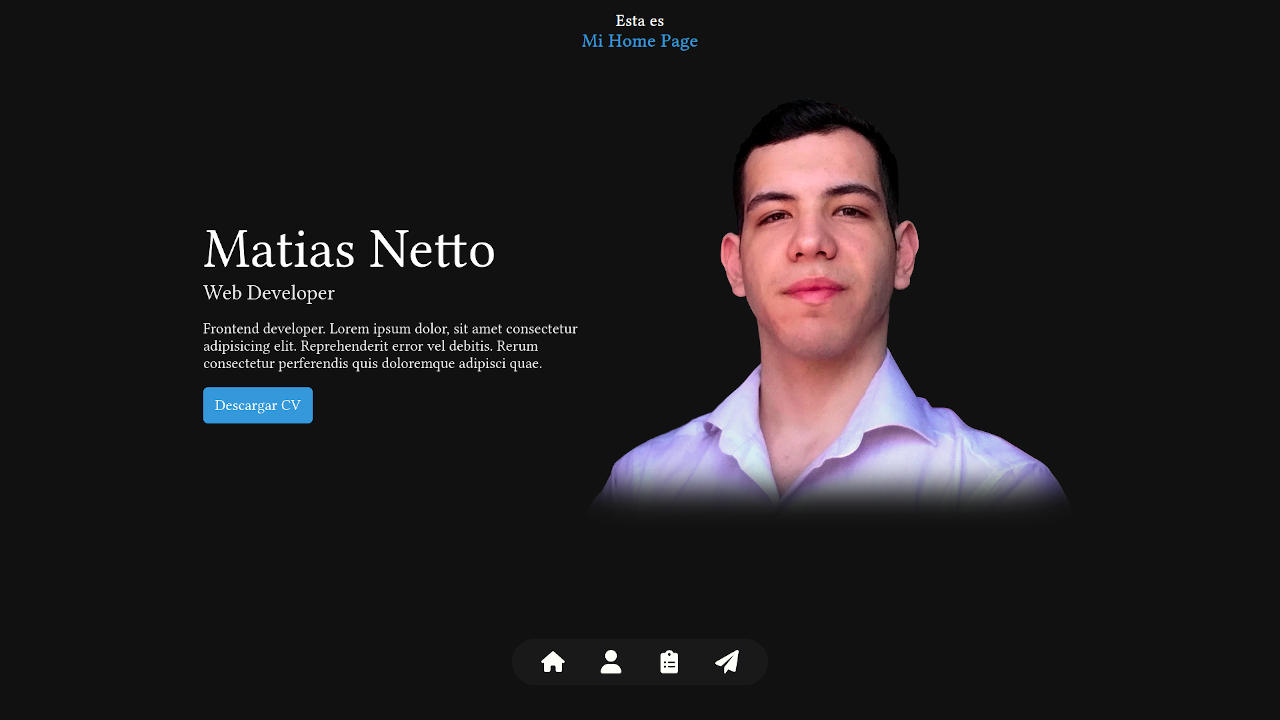 Esta es
Mi Home Page
Matias Netto
Web Developer
Frontend developer. Lorem ipsum dolor, sit amet consectetur
adipisicing elit. Reprehenderit error vel debitis. Rerum
consectetur perferendis quis doloremque adipisci quae.
Descargar CV